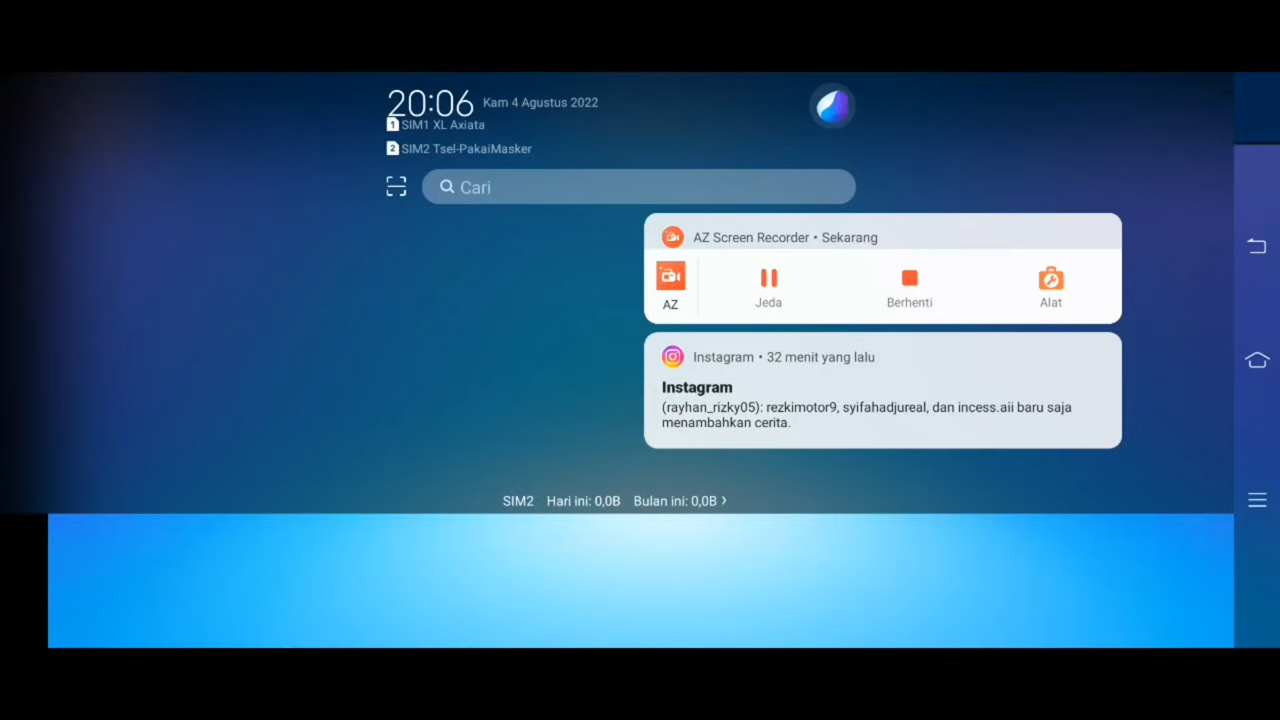 20:06 Kam 4 Agustus 2022
1 SIM1 XL Axiata
2 SIM2 Tsel-PakaiMasker
Cari
AZ Screen Recorder • Sekarang
AZ Jeda Berhenti Alat
Instagram • 32 menit yang lalu
Instagram
(rayhan_rizky05): rezkimotor9, syifahadjureal, dan incess.aii baru saja
menambahkan cerita.
SIM2 Hari ini: 0,0B Bulan ini: 0,0B